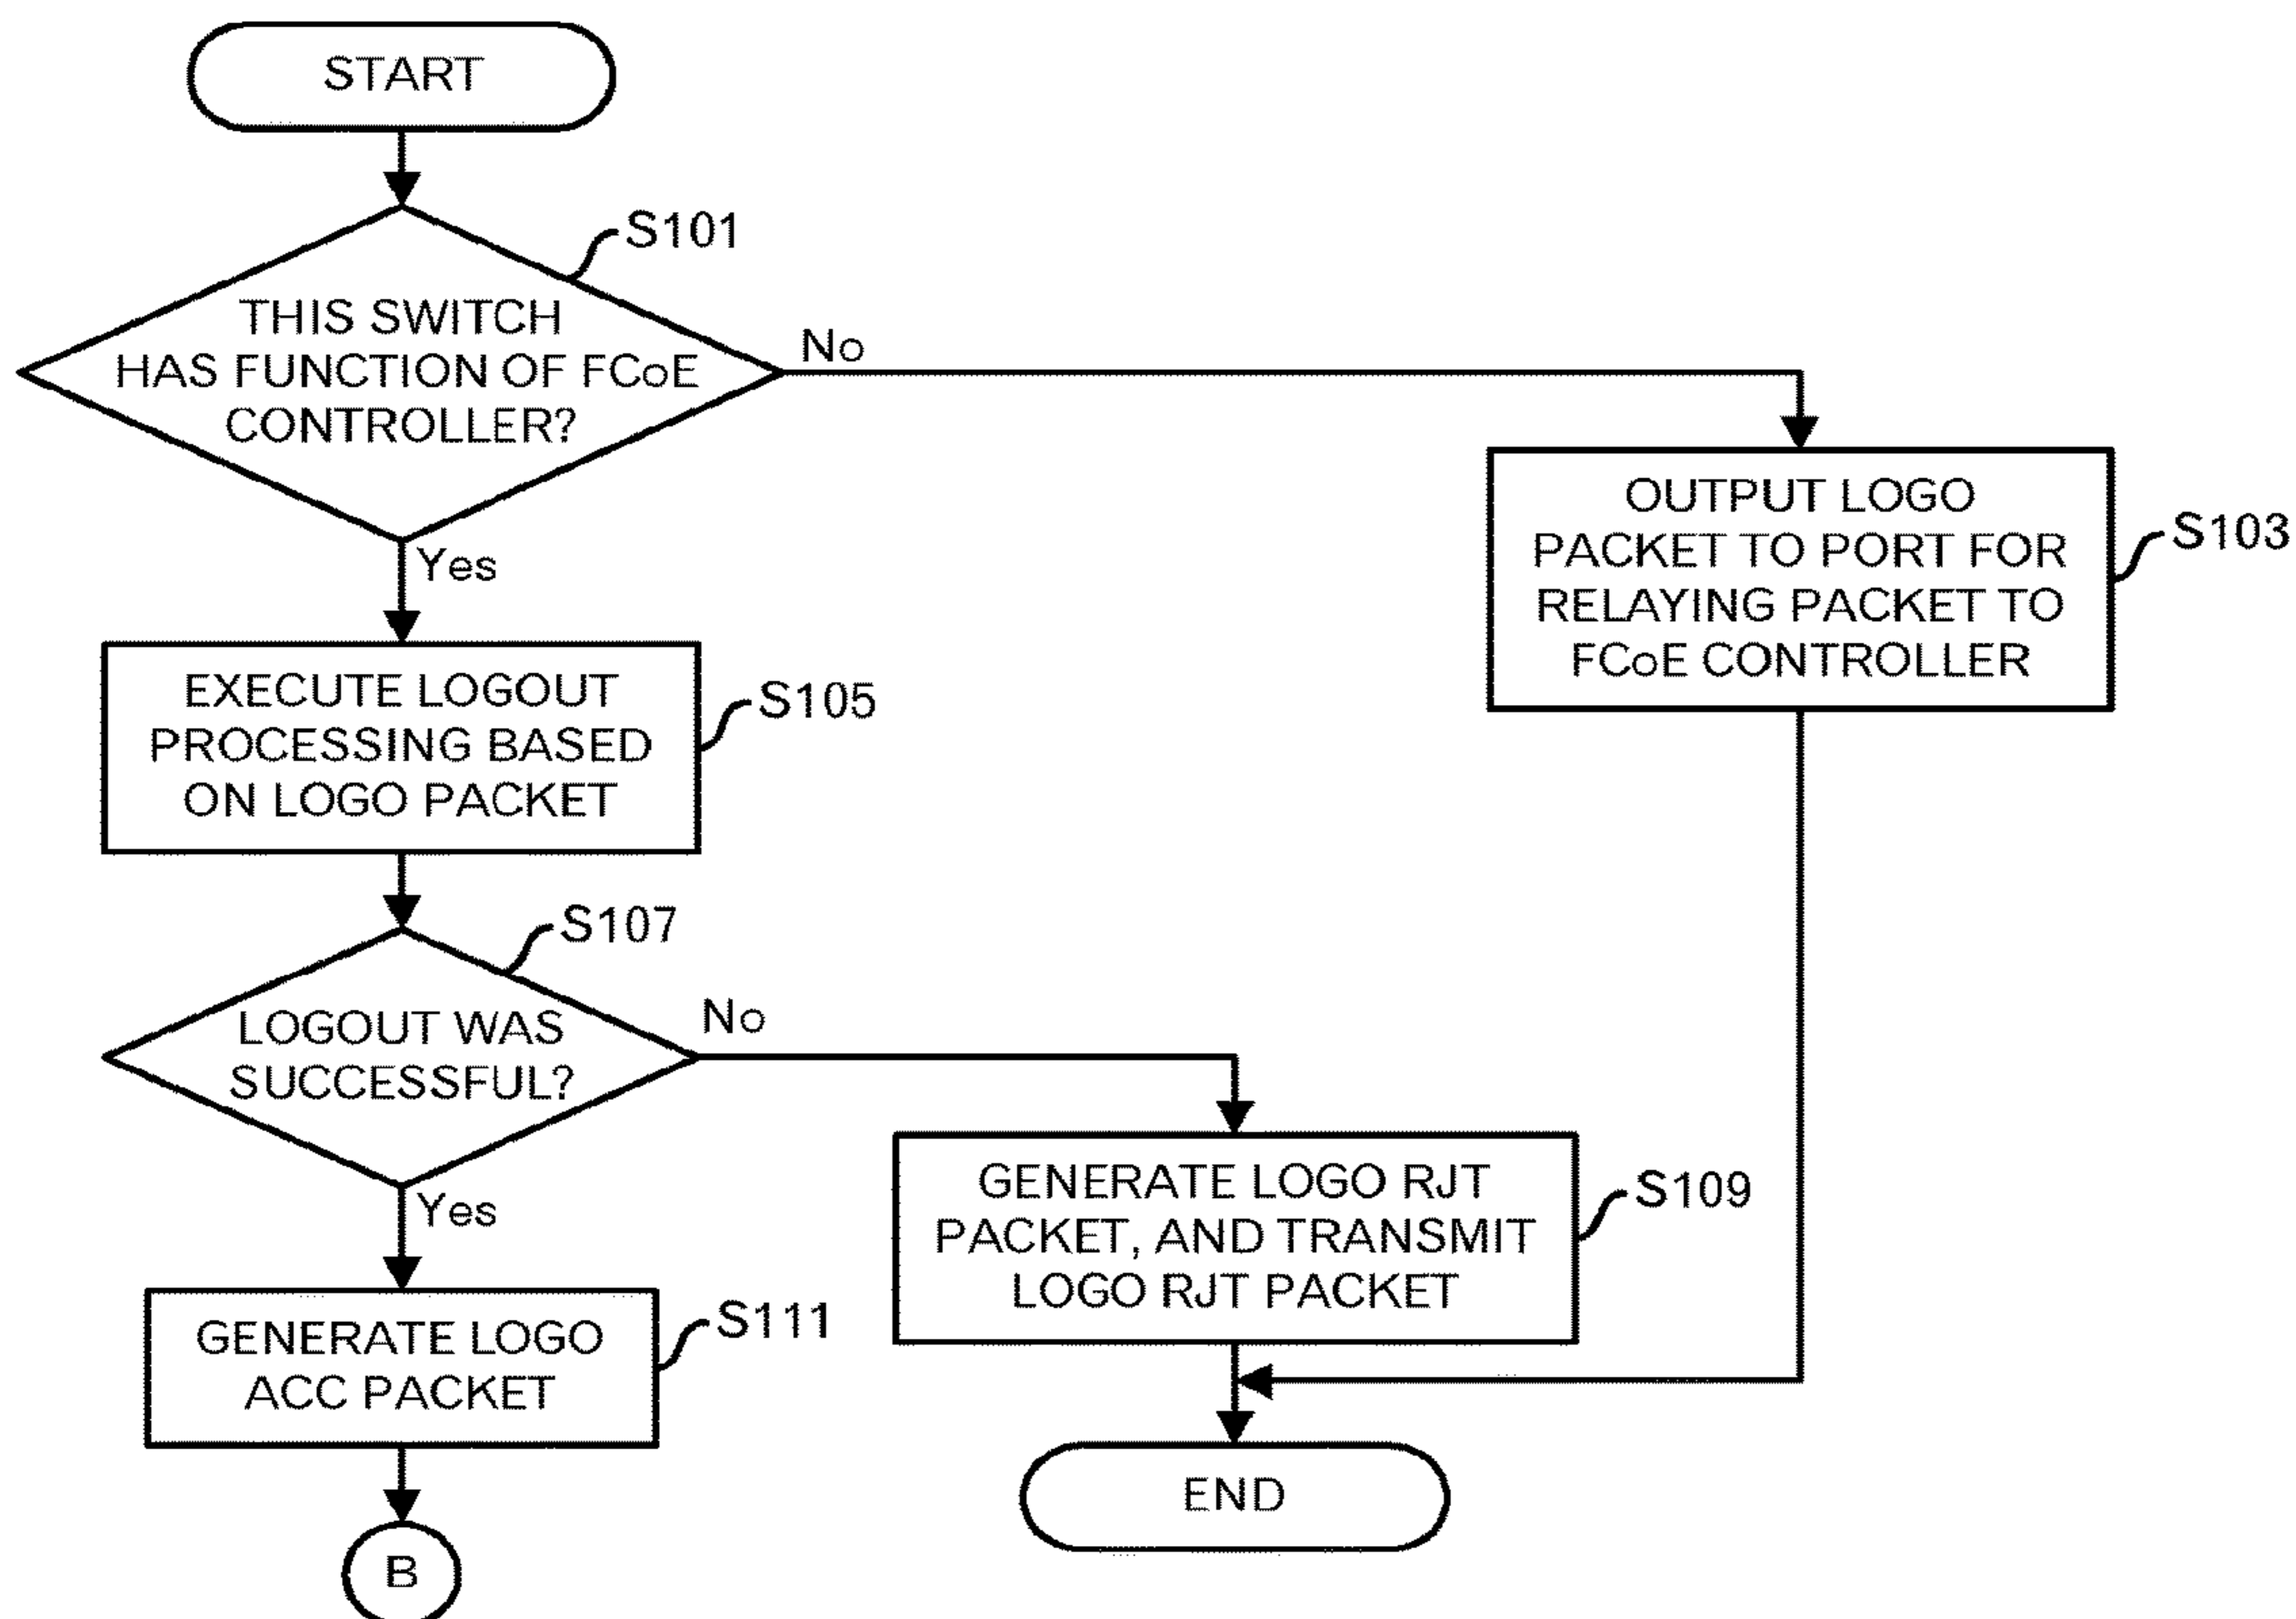 START
S101
THIS SWITCH
HAS FUNCTION OF FCoE
CONTROLLER?
No
Yes
OUTPUT LOGO
PACKET TO PORT FOR
RELAYING PACKET TO
FCoE CONTROLLER
S103
EXECUTE LOGOUT
PROCESSING BASED
ON LOGO PACKET
S105
S107
LOGOUT WAS
SUCCESSFUL?
No
Yes
GENERATE LOGO RJT
PACKET, AND TRANSMIT
LOGO RJT PACKET
S109
GENERATE LOGO
ACC PACKET
S111
END
B